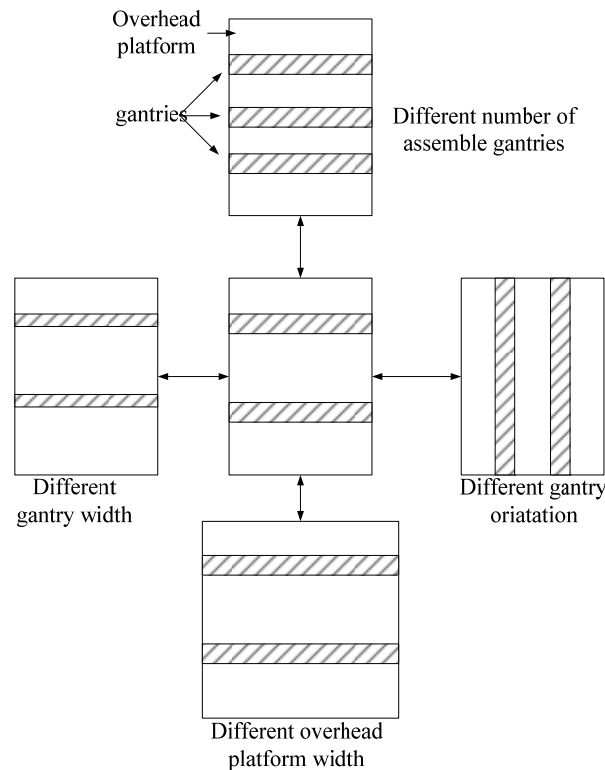 Overhead
platform
gantries
Different number of
assemble gantries
Different
gantry width
Different gantry
oriatation
Different overhead
platform width